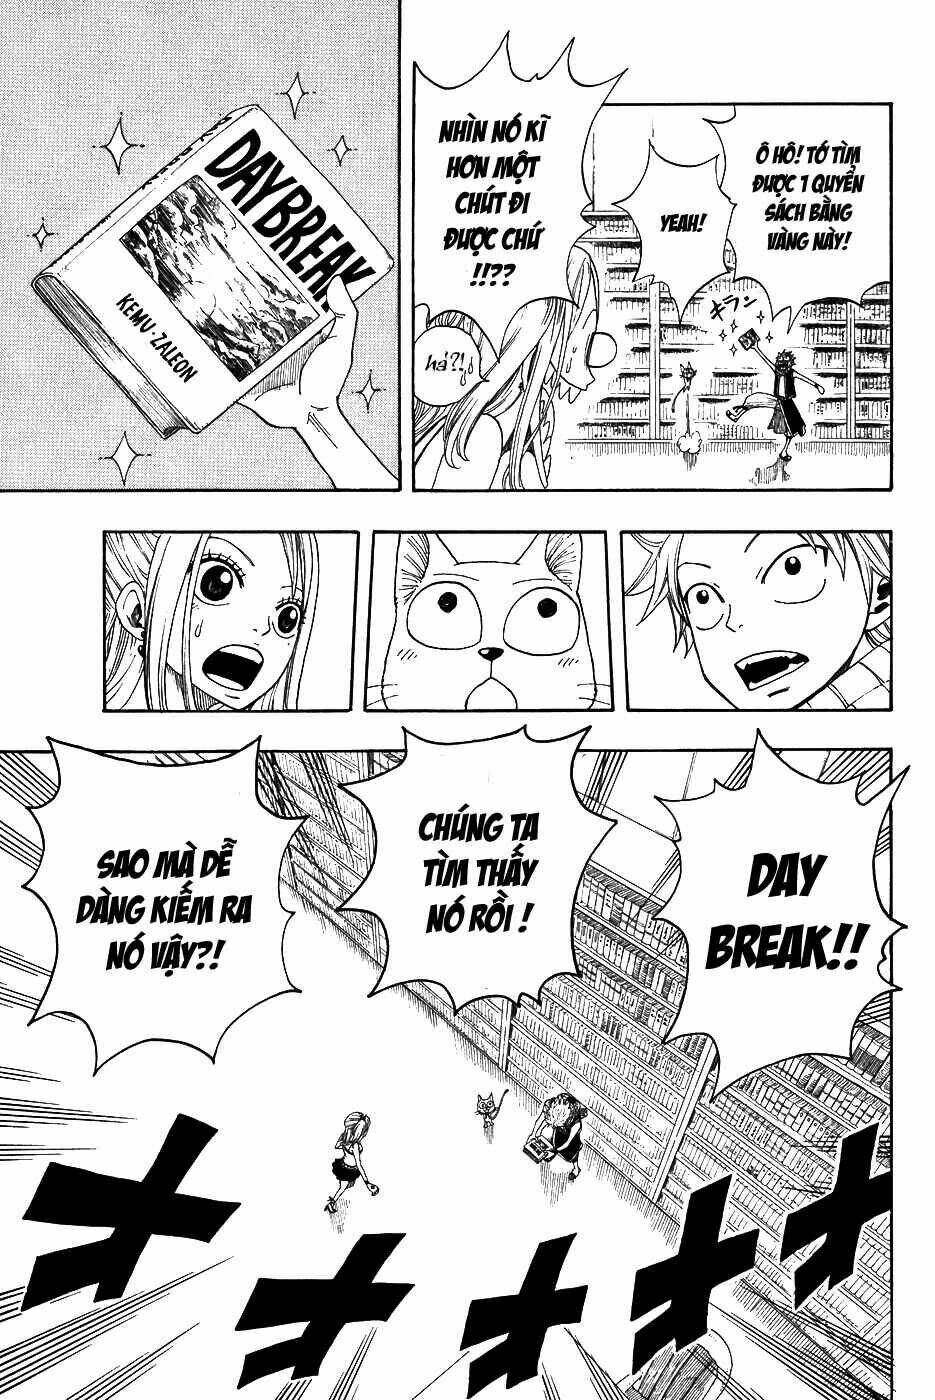 Ô HÔ! TỚ TÌM
ĐƯỢC 1 QUYỂN
SÁCH BẰNG
VÀNG NÀY!
YEAH!
キラン
NHÌN NÓ KĨ
HƠN MỘT
CHÚT ĐI
ĐƯỢC CHỨ
!!??
hả?!
DAYBREAK
KEMU-ZALEON
DAY
BREAK!!
CHÚNG TA
TÌM THẤY
NÓ RỒI !
SAO MÀ DỄ
DÀNG KIẾM RA
NÓ VẬY?!